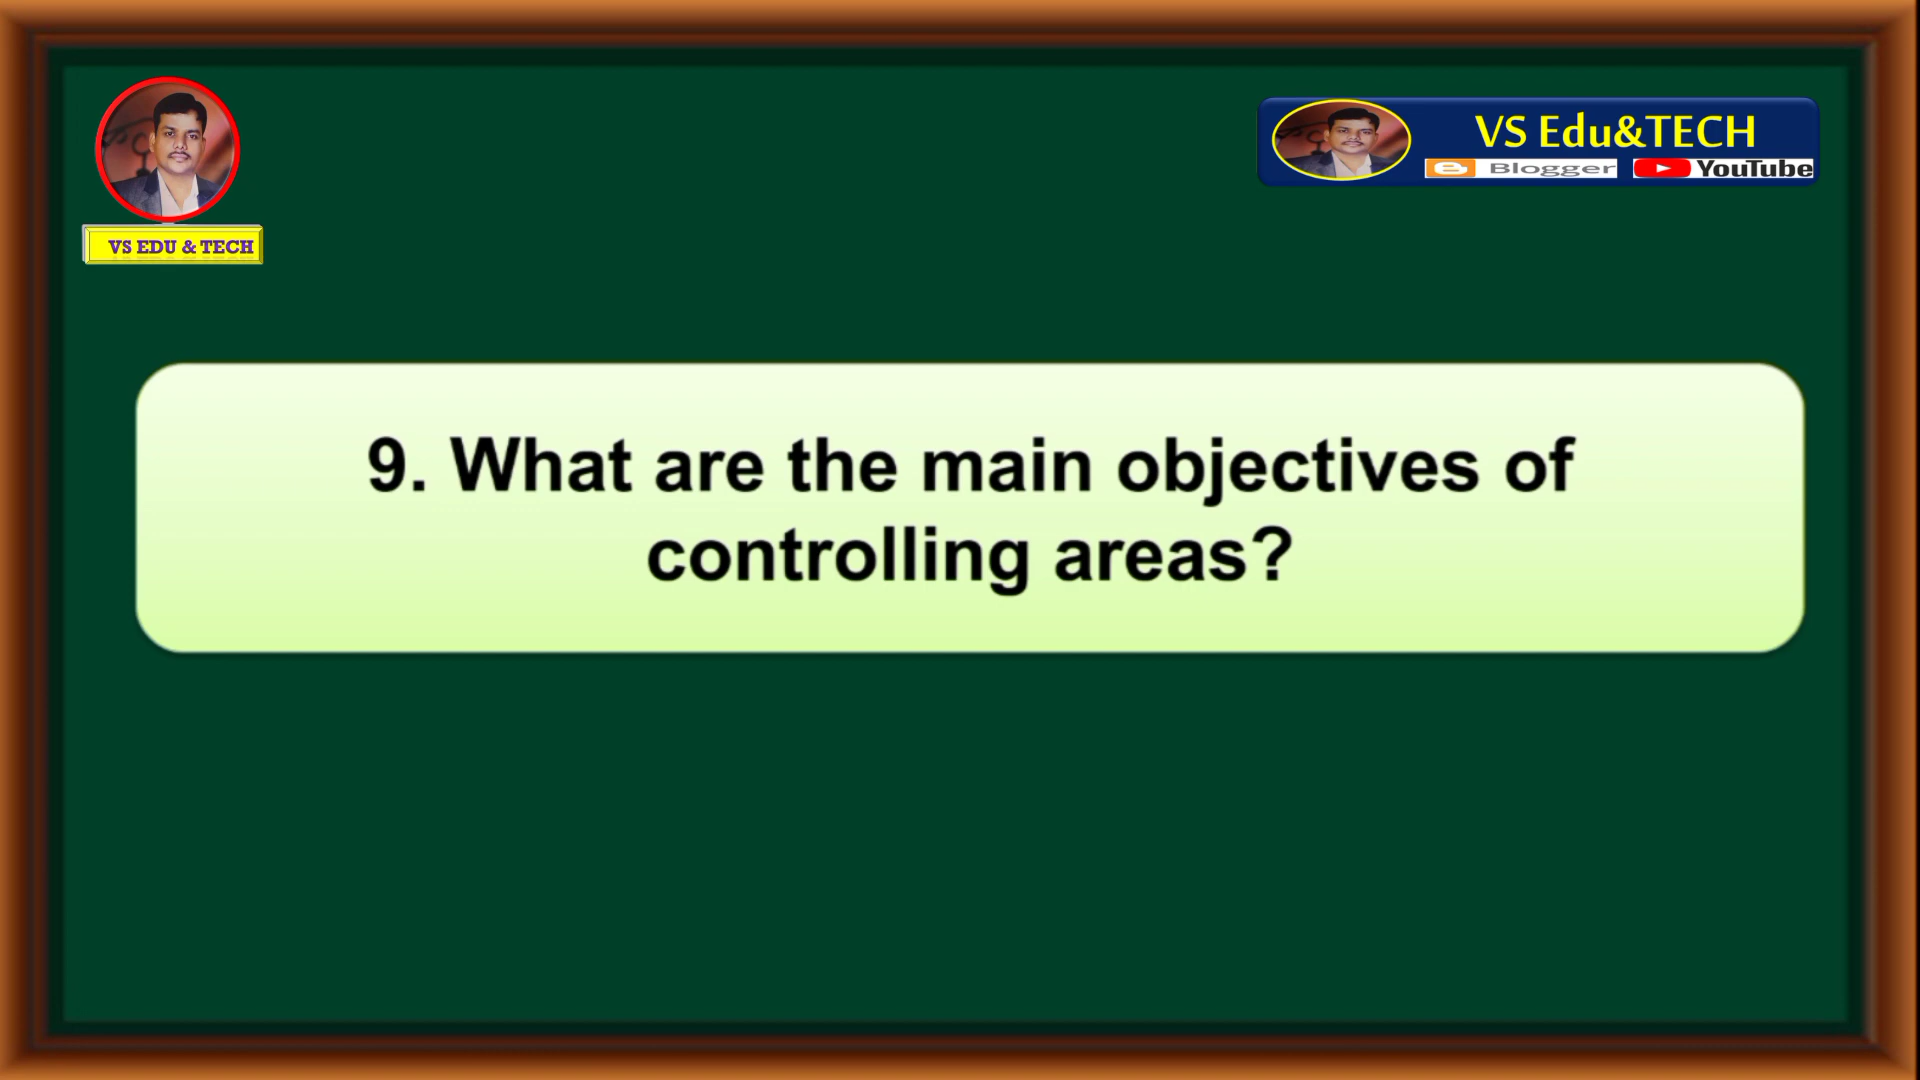 VS Edu&TECH
Blogger YouTube
VS EDU & TECH
9. What are the main objectives of
controlling areas?